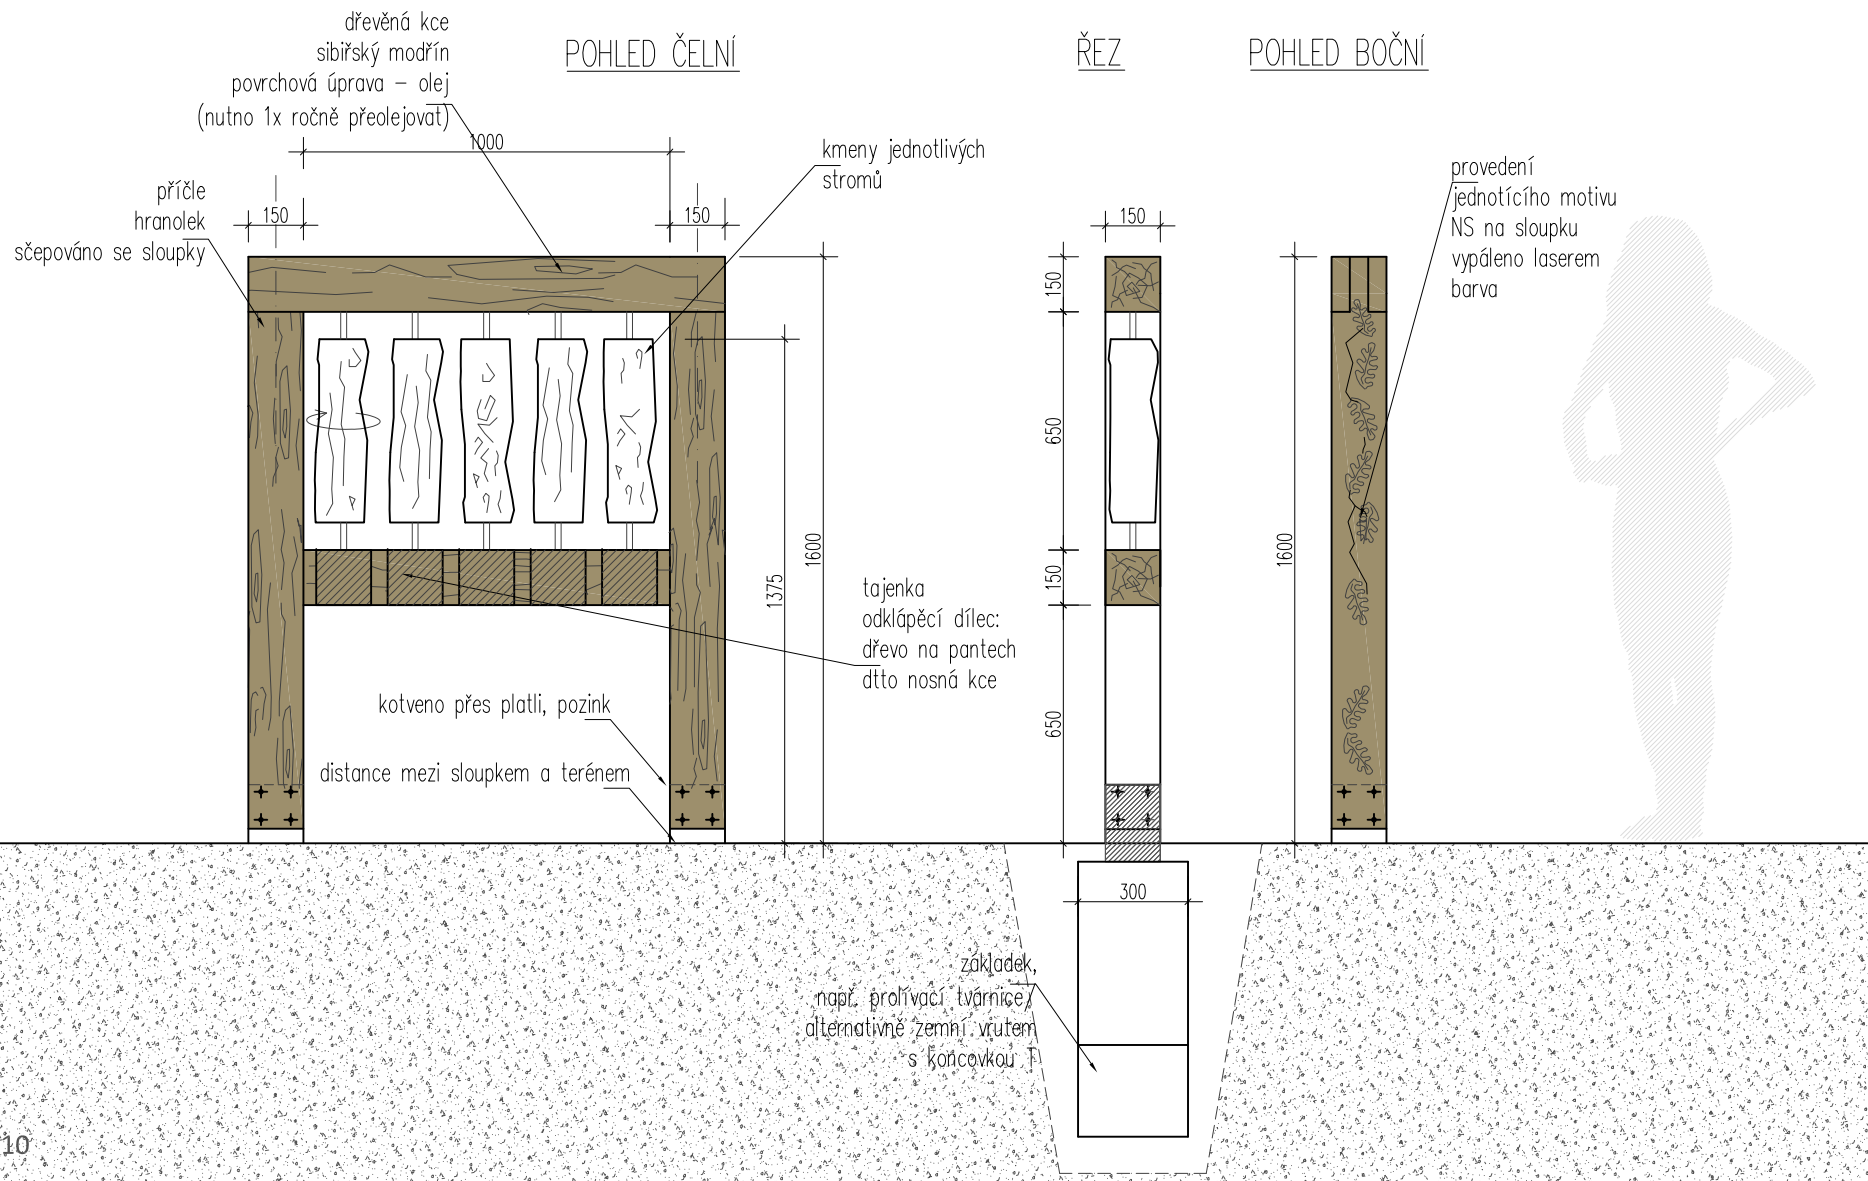 POHLED ČELNÍ
ŘEZ
POHLED BOČNÍ
dřevěná kce
sibiřský modřín
povrchová úprava – olej
(nutno 1x ročně přeolejovat)
1000
příčle
hranolek
sčepováno se sloupky
150
150
kmeny jednotlivých
stromů
1375
1600
tajenka
odklápěcí dílec:
dřevo na pantech
dtto nosná kce
kotveno přes platli, pozink
distance mezi sloupkem a terénem
150
150
650
150
650
300
základek,
např. prolívací tvárnice/
alternativně zemní vrutem
s koncovkou T
1600
provedení
jednotícího motivu
NS na sloupku
vypáleno laserem
barva
10